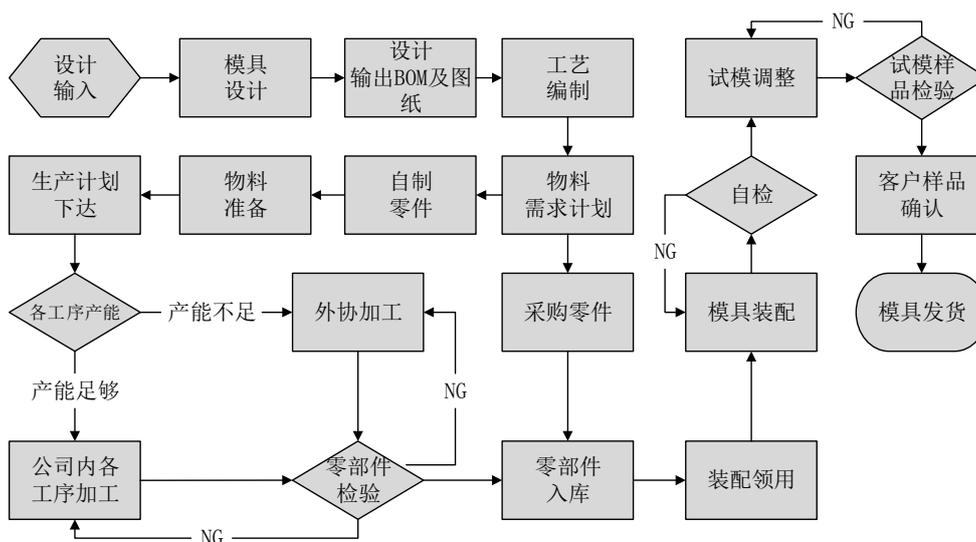 设计
输入
模具
设计
设计
输出BOM及图
纸
工艺
编制
试模调整
NG
试模样
品检验
生产计划
下达
物料
准备
自制
零件
物料
需求计划
自检
NG
客户样品
确认
各工序产能
产能不足
外协加工
采购零件
模具装配
模具发货
产能足够
NG
公司内各
工序加工
零部件
检验
零部件
入库
装配领用
NG